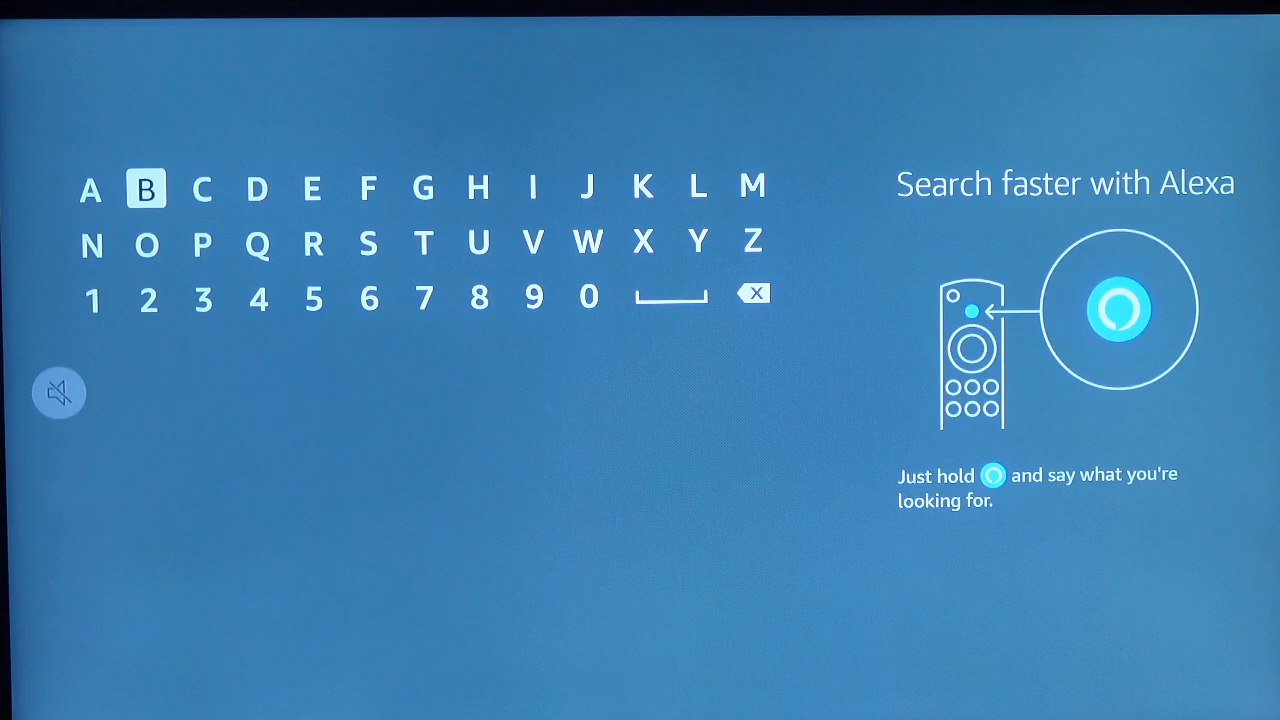 A B C D E F G H I J K L M
N O P Q R S T U V W X Y Z
1 2 3 4 5 6 7 8 9 0
Search faster with Alexa
Just hold and say what you're
looking for.